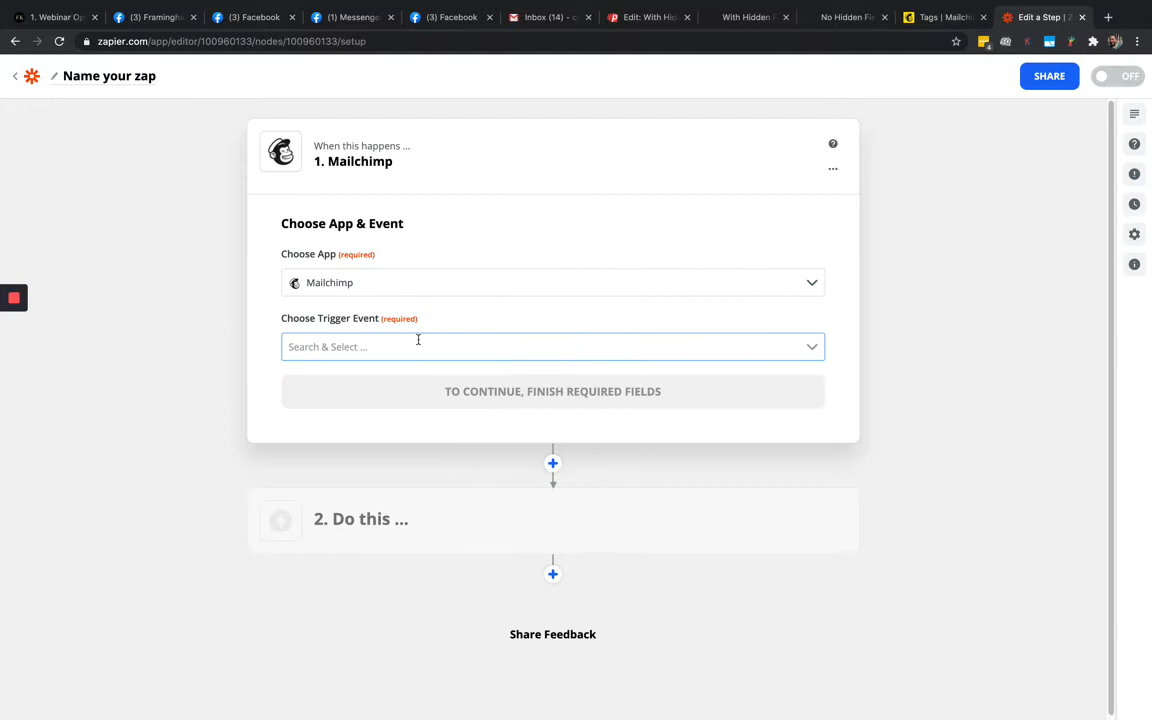 1. Webinar Op
(3) Framingha
(3) Facebook
(1) Messenge
(3) Facebook
Inbox (14) - c
Edit: With Hid
With Hidden F
No Hidden Fie
Tags | Mailchi
Edit a Step | Z
zapier.com/app/editor/100960133/nodes/100960133/setup
Name your zap
SHARE
OFF
When this happens ...
1. Mailchimp
Choose App & Event
Choose App (required)
Mailchimp
Choose Trigger Event (required)
Search & Select ...
TO CONTINUE, FINISH REQUIRED FIELDS
2. Do this ...
Share Feedback